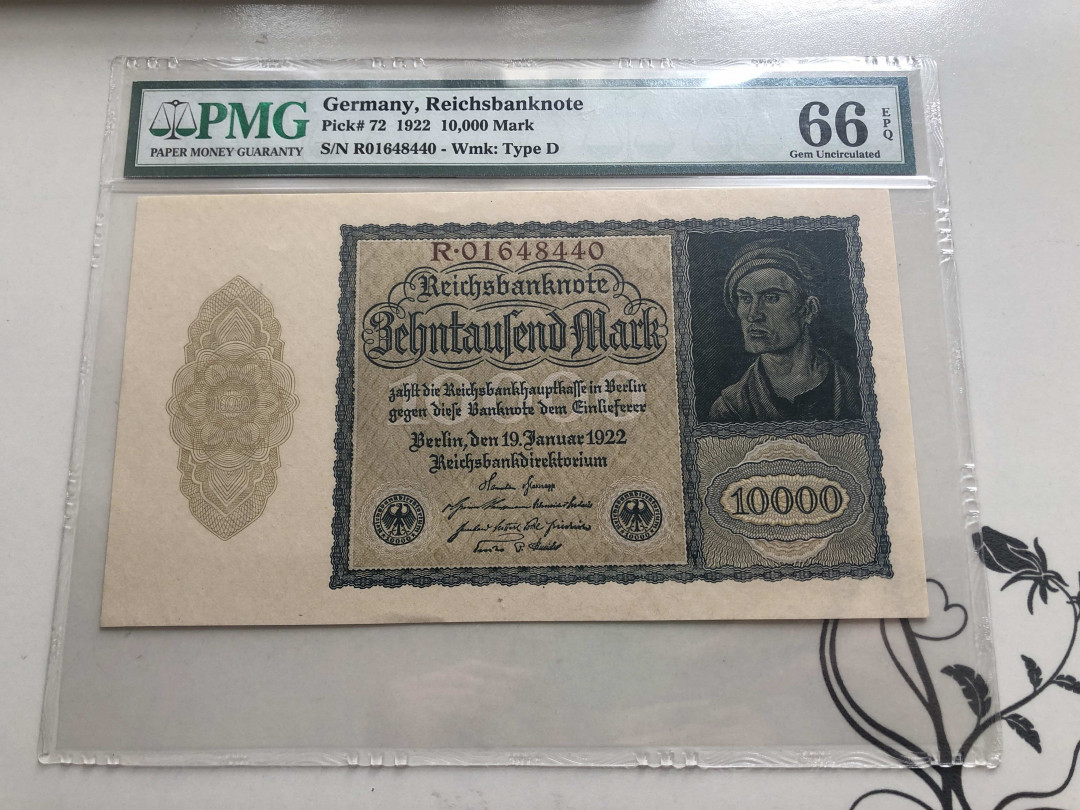 PMG
PAPER MONEY GUARANTY
Germany, Reichsbanknote
Pick# 72 1922 10,000 Mark
S/N R01648440 - Wmk: Type D
66 EPQ
Gem Uncirculated
R·01648440
Reichsbanknote
Zehntausend Mark
10000
zahlt die Reichsbankhauptkasse in Berlin
gegen diese Banknote dem Einlieferer
Berlin, den 19. Januar 1922
Reichsbankdirektorium
10000